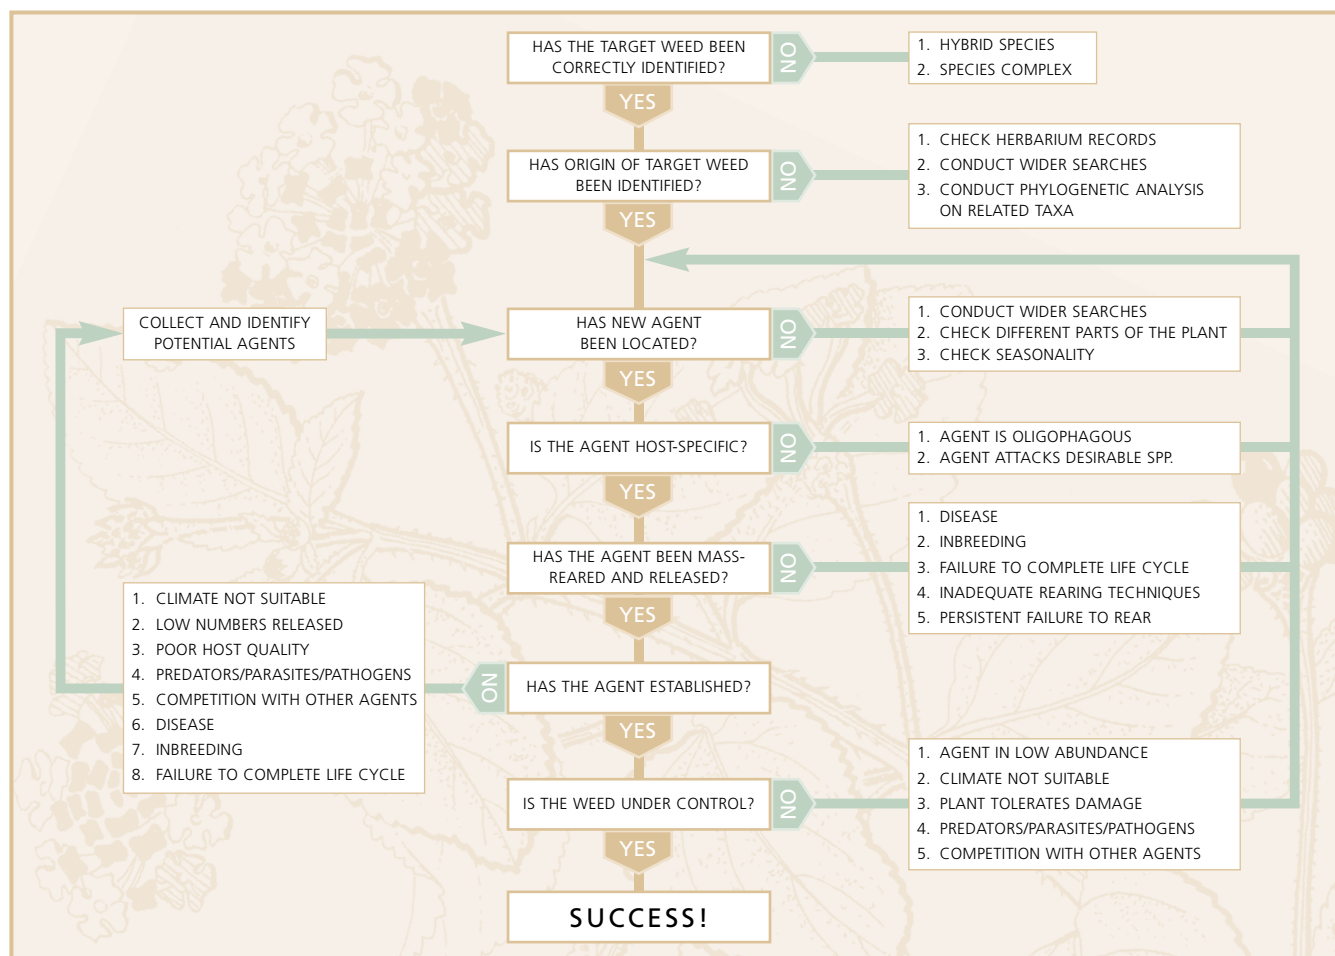 HAS THE TARGET WEED BEEN
CORRECTLY IDENTIFIED?
NO
1. HYBRID SPECIES
2. SPECIES COMPLEX
YES
HAS ORIGIN OF TARGET WEED
BEEN IDENTIFIED?
NO
1. CHECK HERBARIUM RECORDS
2. CONDUCT WIDER SEARCHES
3. CONDUCT PHYLOGENETIC ANALYSIS
ON RELATED TAXA
YES
COLLECT AND IDENTIFY
POTENTIAL AGENTS
HAS NEW AGENT
BEEN LOCATED?
NO
1. CONDUCT WIDER SEARCHES
2. CHECK DIFFERENT PARTS OF THE PLANT
3. CHECK SEASONALITY
YES
IS THE AGENT HOST-SPECIFIC?
NO
1. AGENT IS OLIGOPHAGOUS
2. AGENT ATTACKS DESIRABLE SPP.
YES
HAS THE AGENT BEEN MASS-
REARED AND RELEASED?
NO
1. DISEASE
2. INBREEDING
3. FAILURE TO COMPLETE LIFE CYCLE
4. INADEQUATE REARING TECHNIQUES
5. PERSISTENT FAILURE TO REAR
YES
HAS THE AGENT ESTABLISHED?
NO
1. CLIMATE NOT SUITABLE
2. LOW NUMBERS RELEASED
3. POOR HOST QUALITY
4. PREDATORS/PARASITES/PATHOGENS
5. COMPETITION WITH OTHER AGENTS
6. DISEASE
7. INBREEDING
8. FAILURE TO COMPLETE LIFE CYCLE
YES
IS THE WEED UNDER CONTROL?
NO
1. AGENT IN LOW ABUNDANCE
2. CLIMATE NOT SUITABLE
3. PLANT TOLERATES DAMAGE
4. PREDATORS/PARASITES/PATHOGENS
5. COMPETITION WITH OTHER AGENTS
YES
SUCCESS!